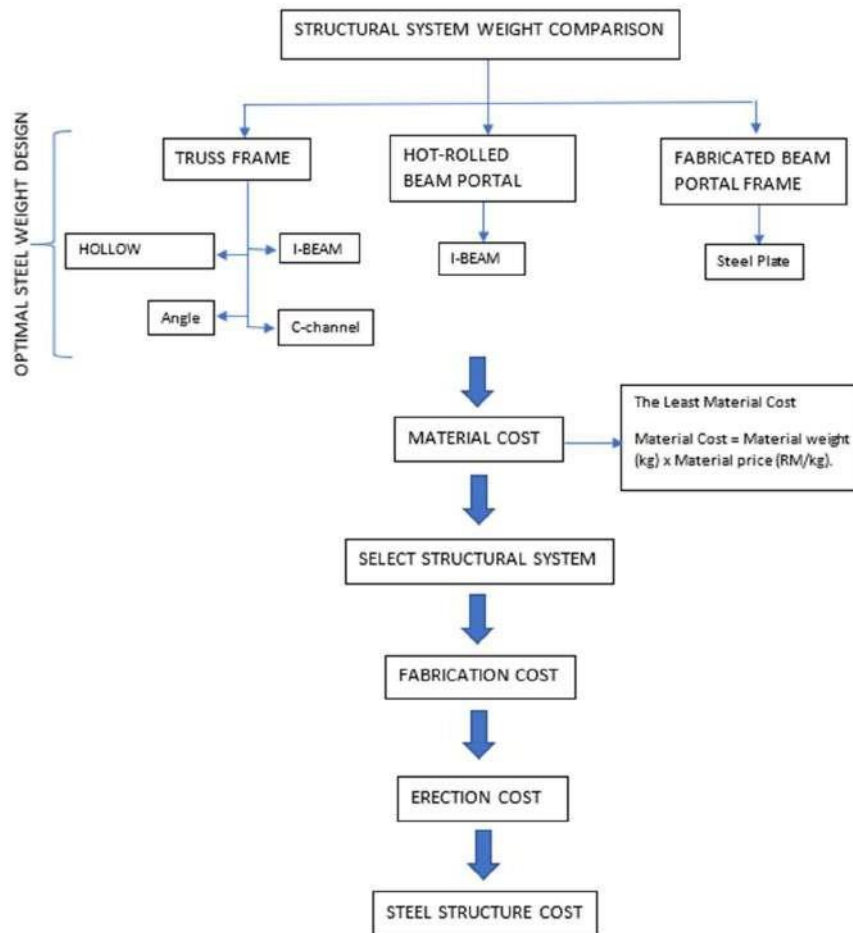 STRUCTURAL SYSTEM WEIGHT COMPARISON
OPTIMAL STEEL WEIGHT DESIGN
TRUSS FRAME
HOT-ROLLED
BEAM PORTAL
FABRICATED BEAM
PORTAL FRAME
HOLLOW
I-BEAM
I-BEAM
Steel Plate
Angle
C-channel
MATERIAL COST
The Least Material Cost
Material Cost = Material weight
(kg) x Material price (RM/kg).
SELECT STRUCTURAL SYSTEM
FABRICATION COST
ERECTION COST
STEEL STRUCTURE COST